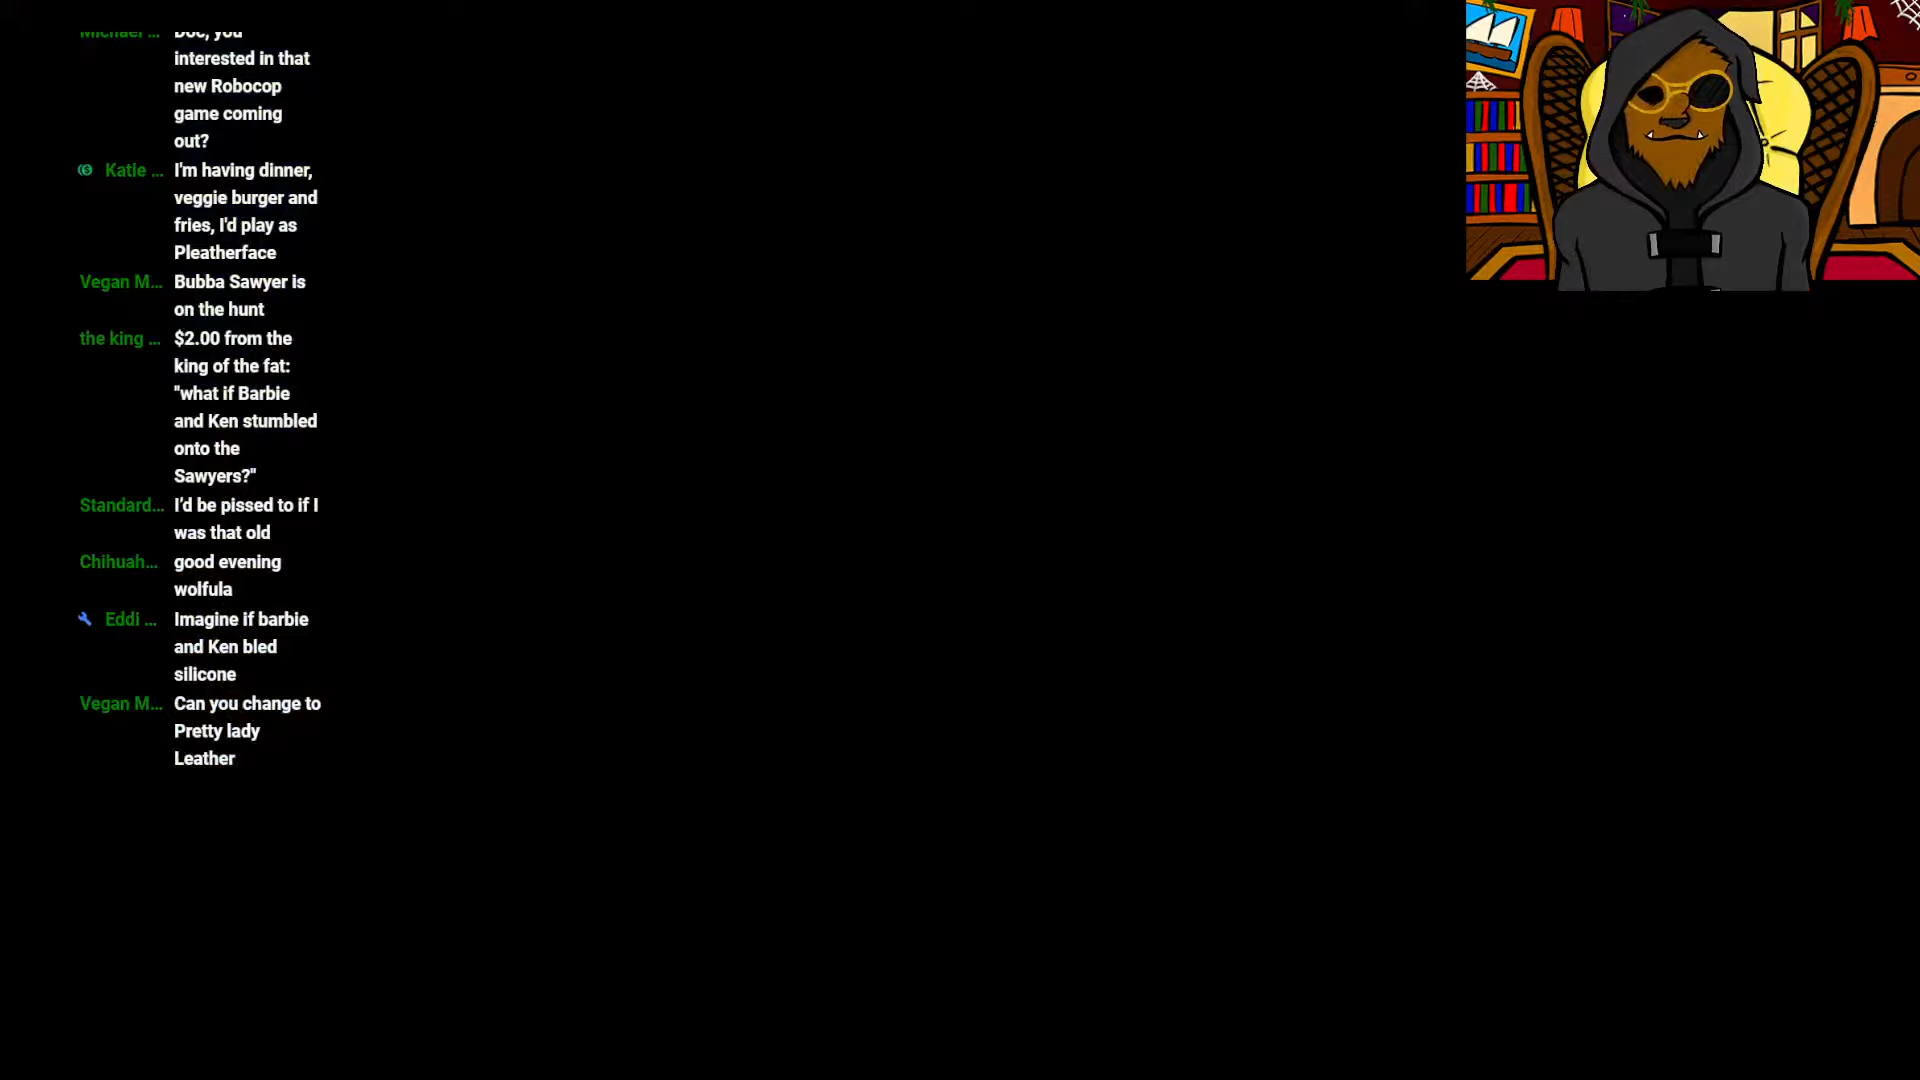 Michael ... Doc, you
interested in that
new Robocop
game coming
out?
Katie ... I'm having dinner,
veggie burger and
fries, I'd play as
Pleatherface
Vegan M... Bubba Sawyer is
on the hunt
the king ... $2.00 from the
king of the fat:
"what if Barbie
and Ken stumbled
onto the
Sawyers?"
Standard... I'd be pissed to if I
was that old
Chihuah... good evening
wolfula
Eddi ... Imagine if barbie
and Ken bled
silicone
Vegan M... Can you change to
Pretty lady
Leather